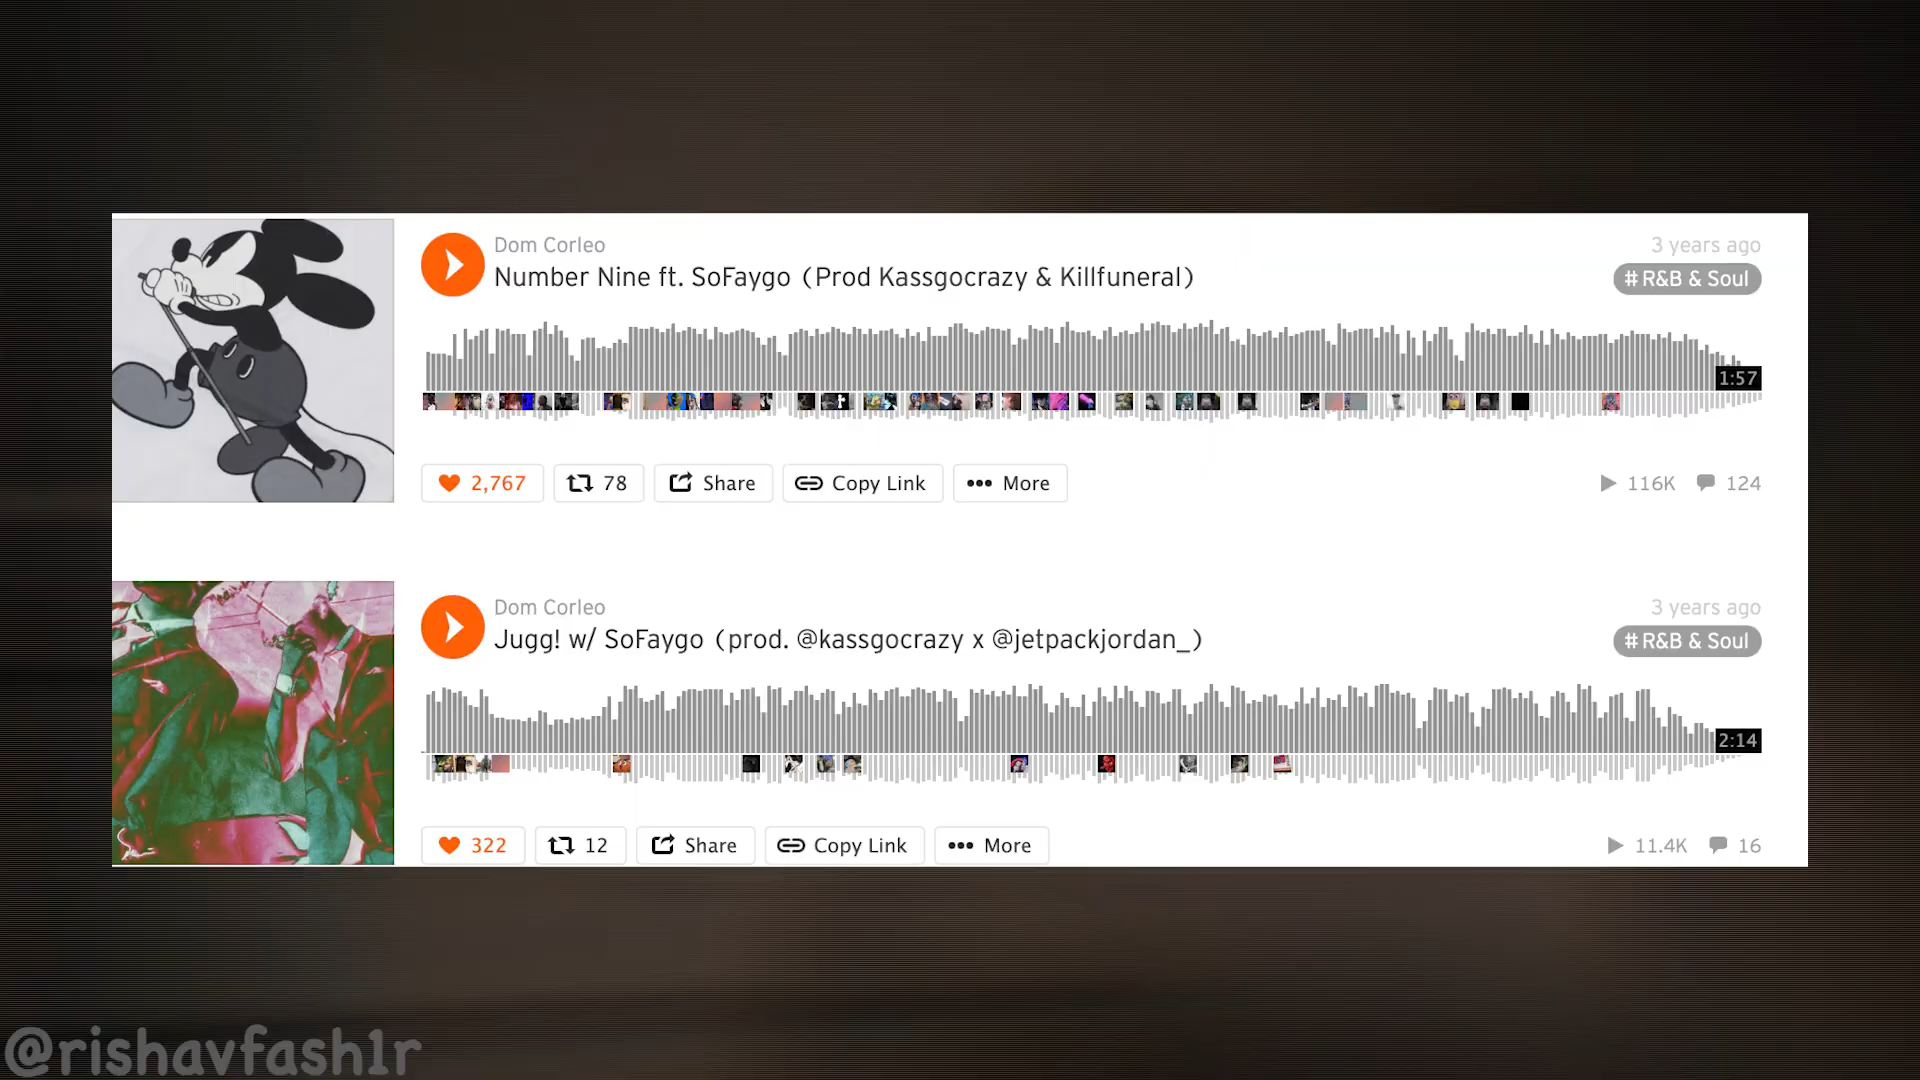 Dom Corleo
3 years ago
Number Nine ft. SoFaygo (Prod Kassgocrazy & Killfuneral)
# R&B & Soul
1:57
2,767
78
Share
Copy Link
More
116K
124
Dom Corleo
3 years ago
Jugg! w/ SoFaygo (prod. @kassgocrazy x @jetpackjordan_)
# R&B & Soul
2:14
322
12
Share
Copy Link
More
11.4K
16
@rishavfash1r